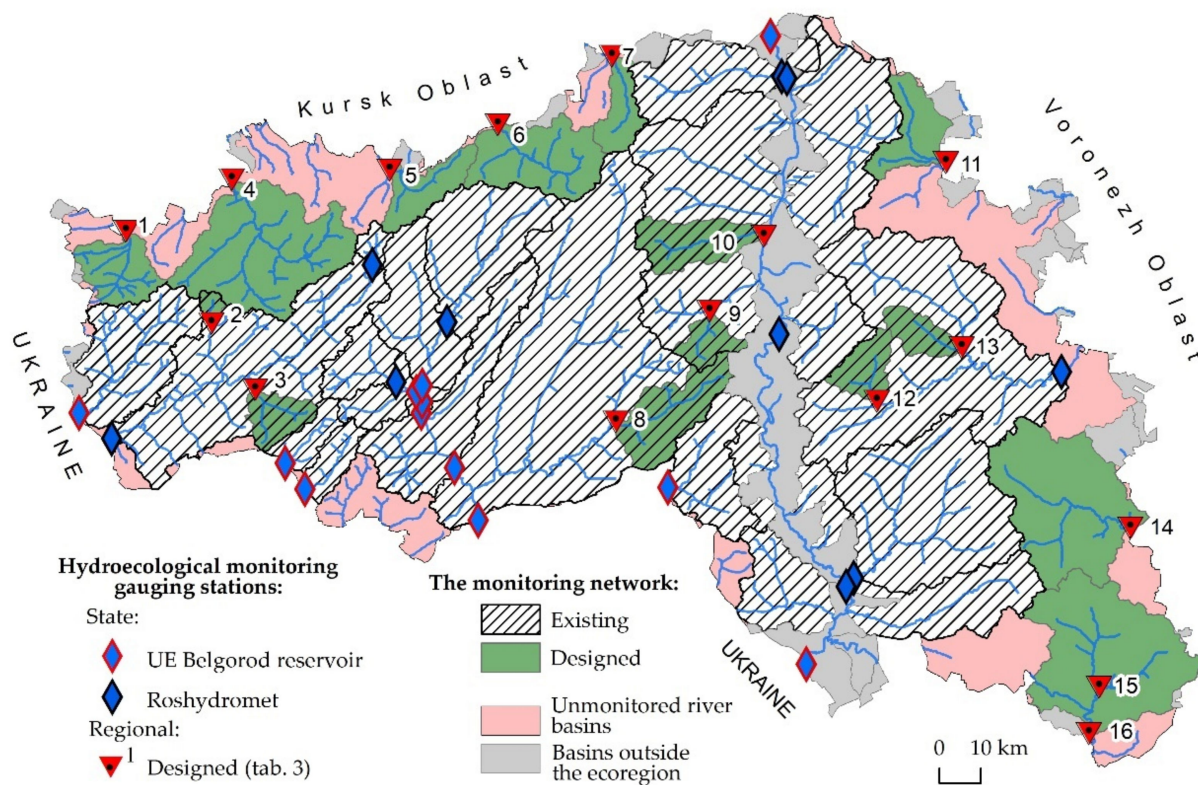 Kursk Oblast
Voronezh Oblast
UKRAINE
UKRAINE
1
2
3
4
5
6
7
8
9
10
11
12
13
14
15
16
Hydroecological monitoring
gauging stations:
State:
UE Belgorod reservoir
Roshydromet
Regional:
1
Designed (tab. 3)
The monitoring network:
Existing
Designed
Unmonitored river
basins
Basins outside
the ecoregion
0 10 km